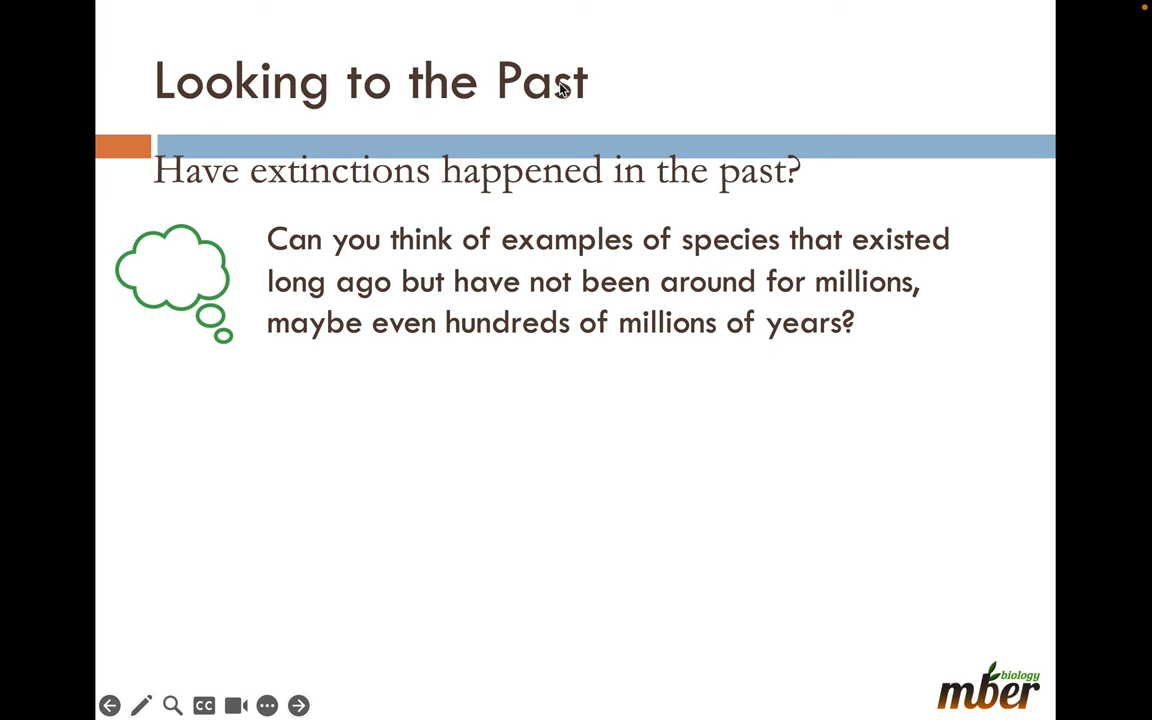 Looking to the Past
Have extinctions happened in the past?
Can you think of examples of species that existed
long ago but have not been around for millions,
maybe even hundreds of millions of years?
CC
biology
mber